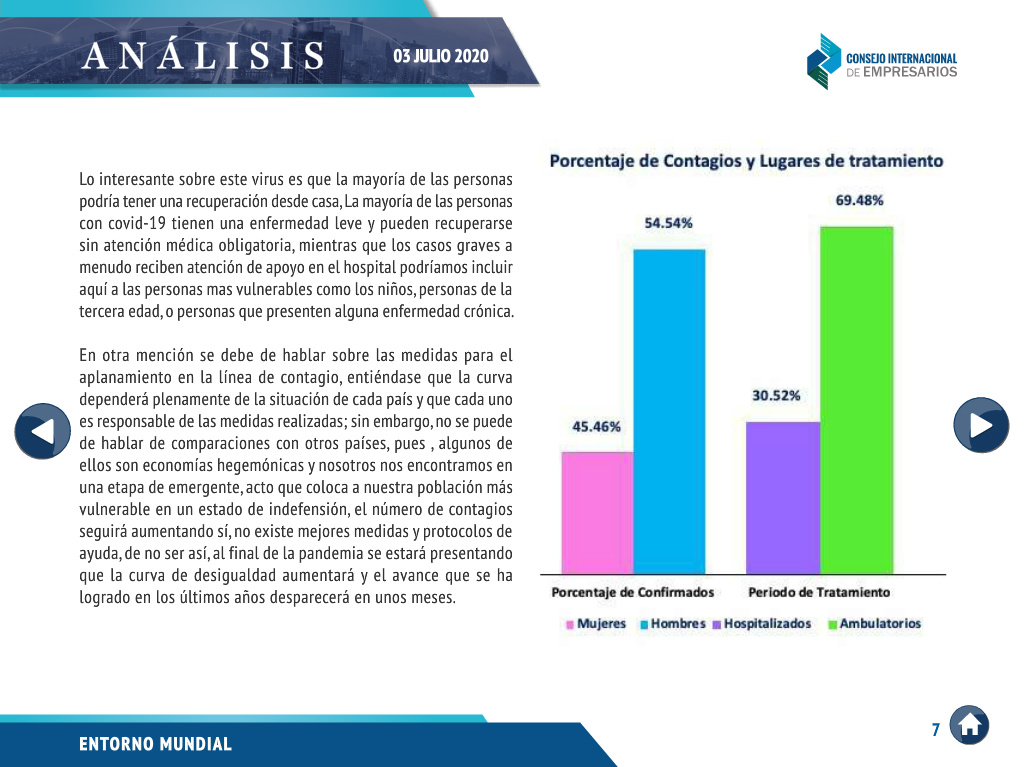 ANÁLISIS
03 JULIO 2020
CONSEJO INTERNACIONAL
DE EMPRESARIOS
Lo interesante sobre este virus es que la mayoría de las personas
podría tener una recuperación desde casa, La mayoría de las personas
con covid-19 tienen una enfermedad leve y pueden recuperarse
sin atención médica obligatoria, mientras que los casos graves a
menudo reciben atención de apoyo en el hospital podríamos incluir
aquí a las personas mas vulnerables como los niños, personas de la
tercera edad, o personas que presenten alguna enfermedad crónica.
En otra mención se debe de hablar sobre las medidas para el
aplanamiento en la línea de contagio, entiéndase que la curva
dependerá plenamente de la situación de cada país y que cada uno
es responsable de las medidas realizadas; sin embargo, no se puede
de hablar de comparaciones con otros países, pues , algunos de
ellos son economías hegemónicas y nosotros nos encontramos en
una etapa de emergente, acto que coloca a nuestra población más
vulnerable en un estado de indefensión, el número de contagios
seguirá aumentando sí, no existe mejores medidas y protocolos de
ayuda, de no ser así, al final de la pandemia se estará presentando
que la curva de desigualdad aumentará y el avance que se ha
logrado en los últimos años desparecerá en unos meses.
Porcentaje de Contagios y Lugares de tratamiento
45.46%
54.54%
30.52%
69.48%
Porcentaje de Confirmados
Periodo de Tratamiento
Mujeres
Hombres
Hospitalizados
Ambulatorios
ENTORNO MUNDIAL
7